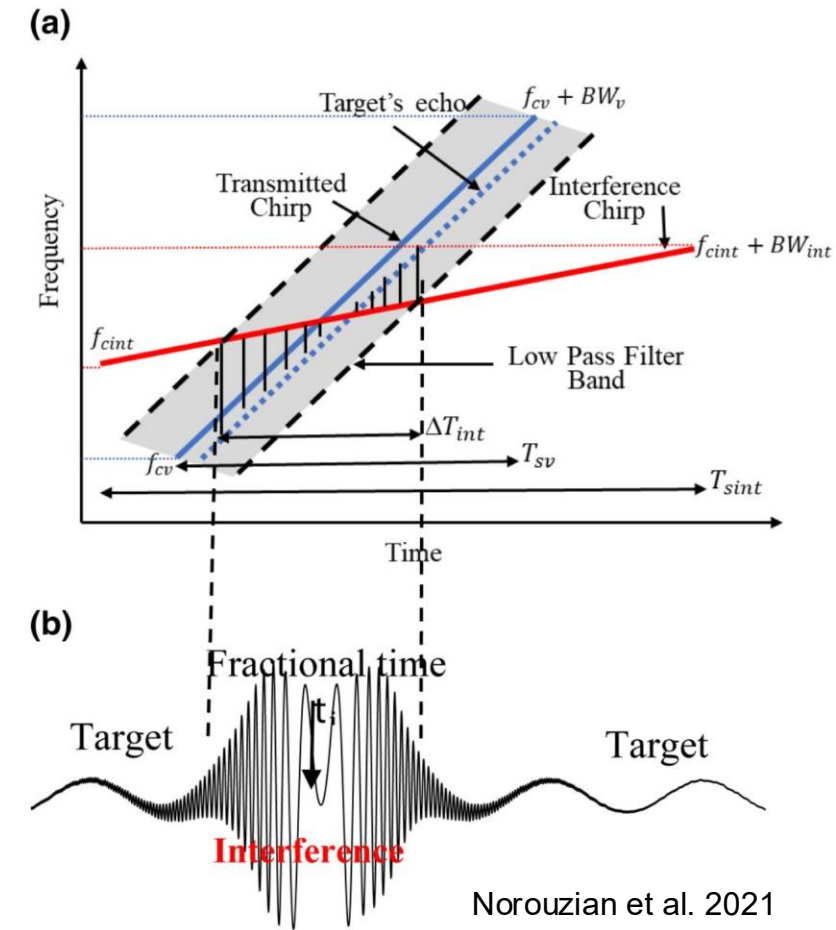 (a)
f_cv + BW_v
Target's echo
Transmitted
Chirp
Interference
Chirp
Frequency
f_cint + BW_int
f_cint
Low Pass Filter
Band
ΔT_int
f_cv
T_sv
T_sint
Time
(b)
Fractional time
t_i
Target
Target
Interference
Norouzian et al. 2021